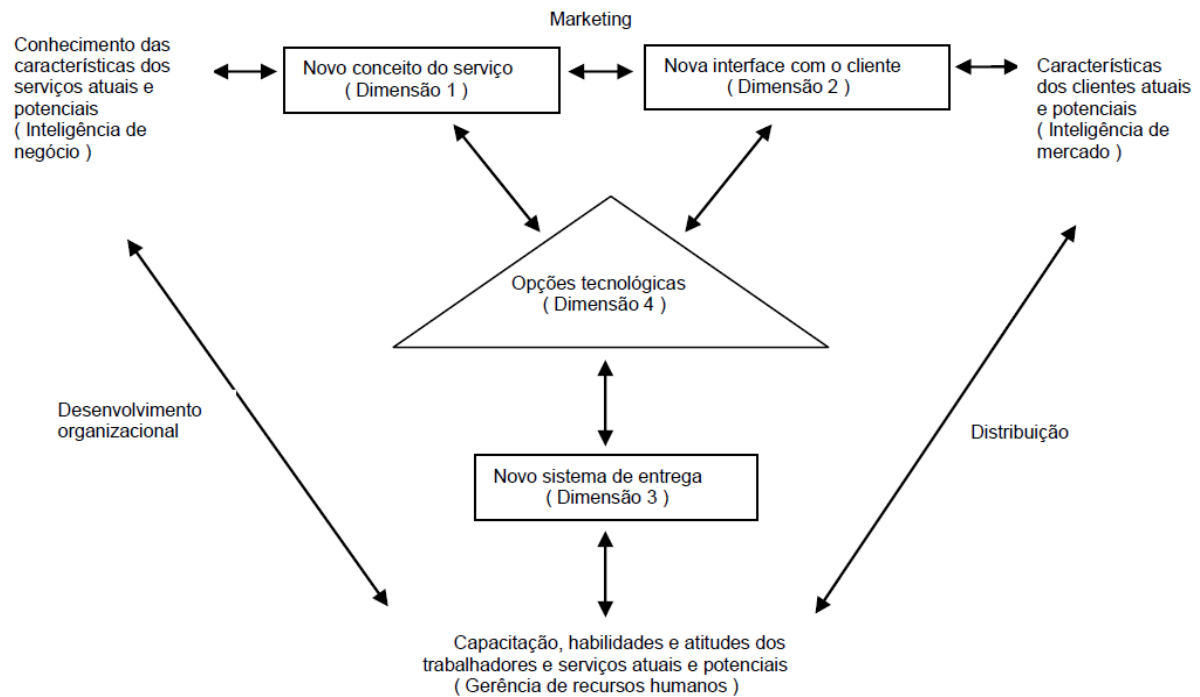 Marketing
Conhecimento das
características dos
serviços atuais e
potenciais
( Inteligência de
negócio )
Novo conceito do serviço
( Dimensão 1 )
Nova interface com o cliente
( Dimensão 2 )
Características
dos clientes atuais
e potenciais
( Inteligência de
mercado )
Opções tecnológicas
( Dimensão 4 )
Desenvolvimento
organizacional
Distribuição
Novo sistema de entrega
( Dimensão 3 )
Capacitação, habilidades e atitudes dos
trabalhadores e serviços atuais e potenciais
( Gerência de recursos humanos )